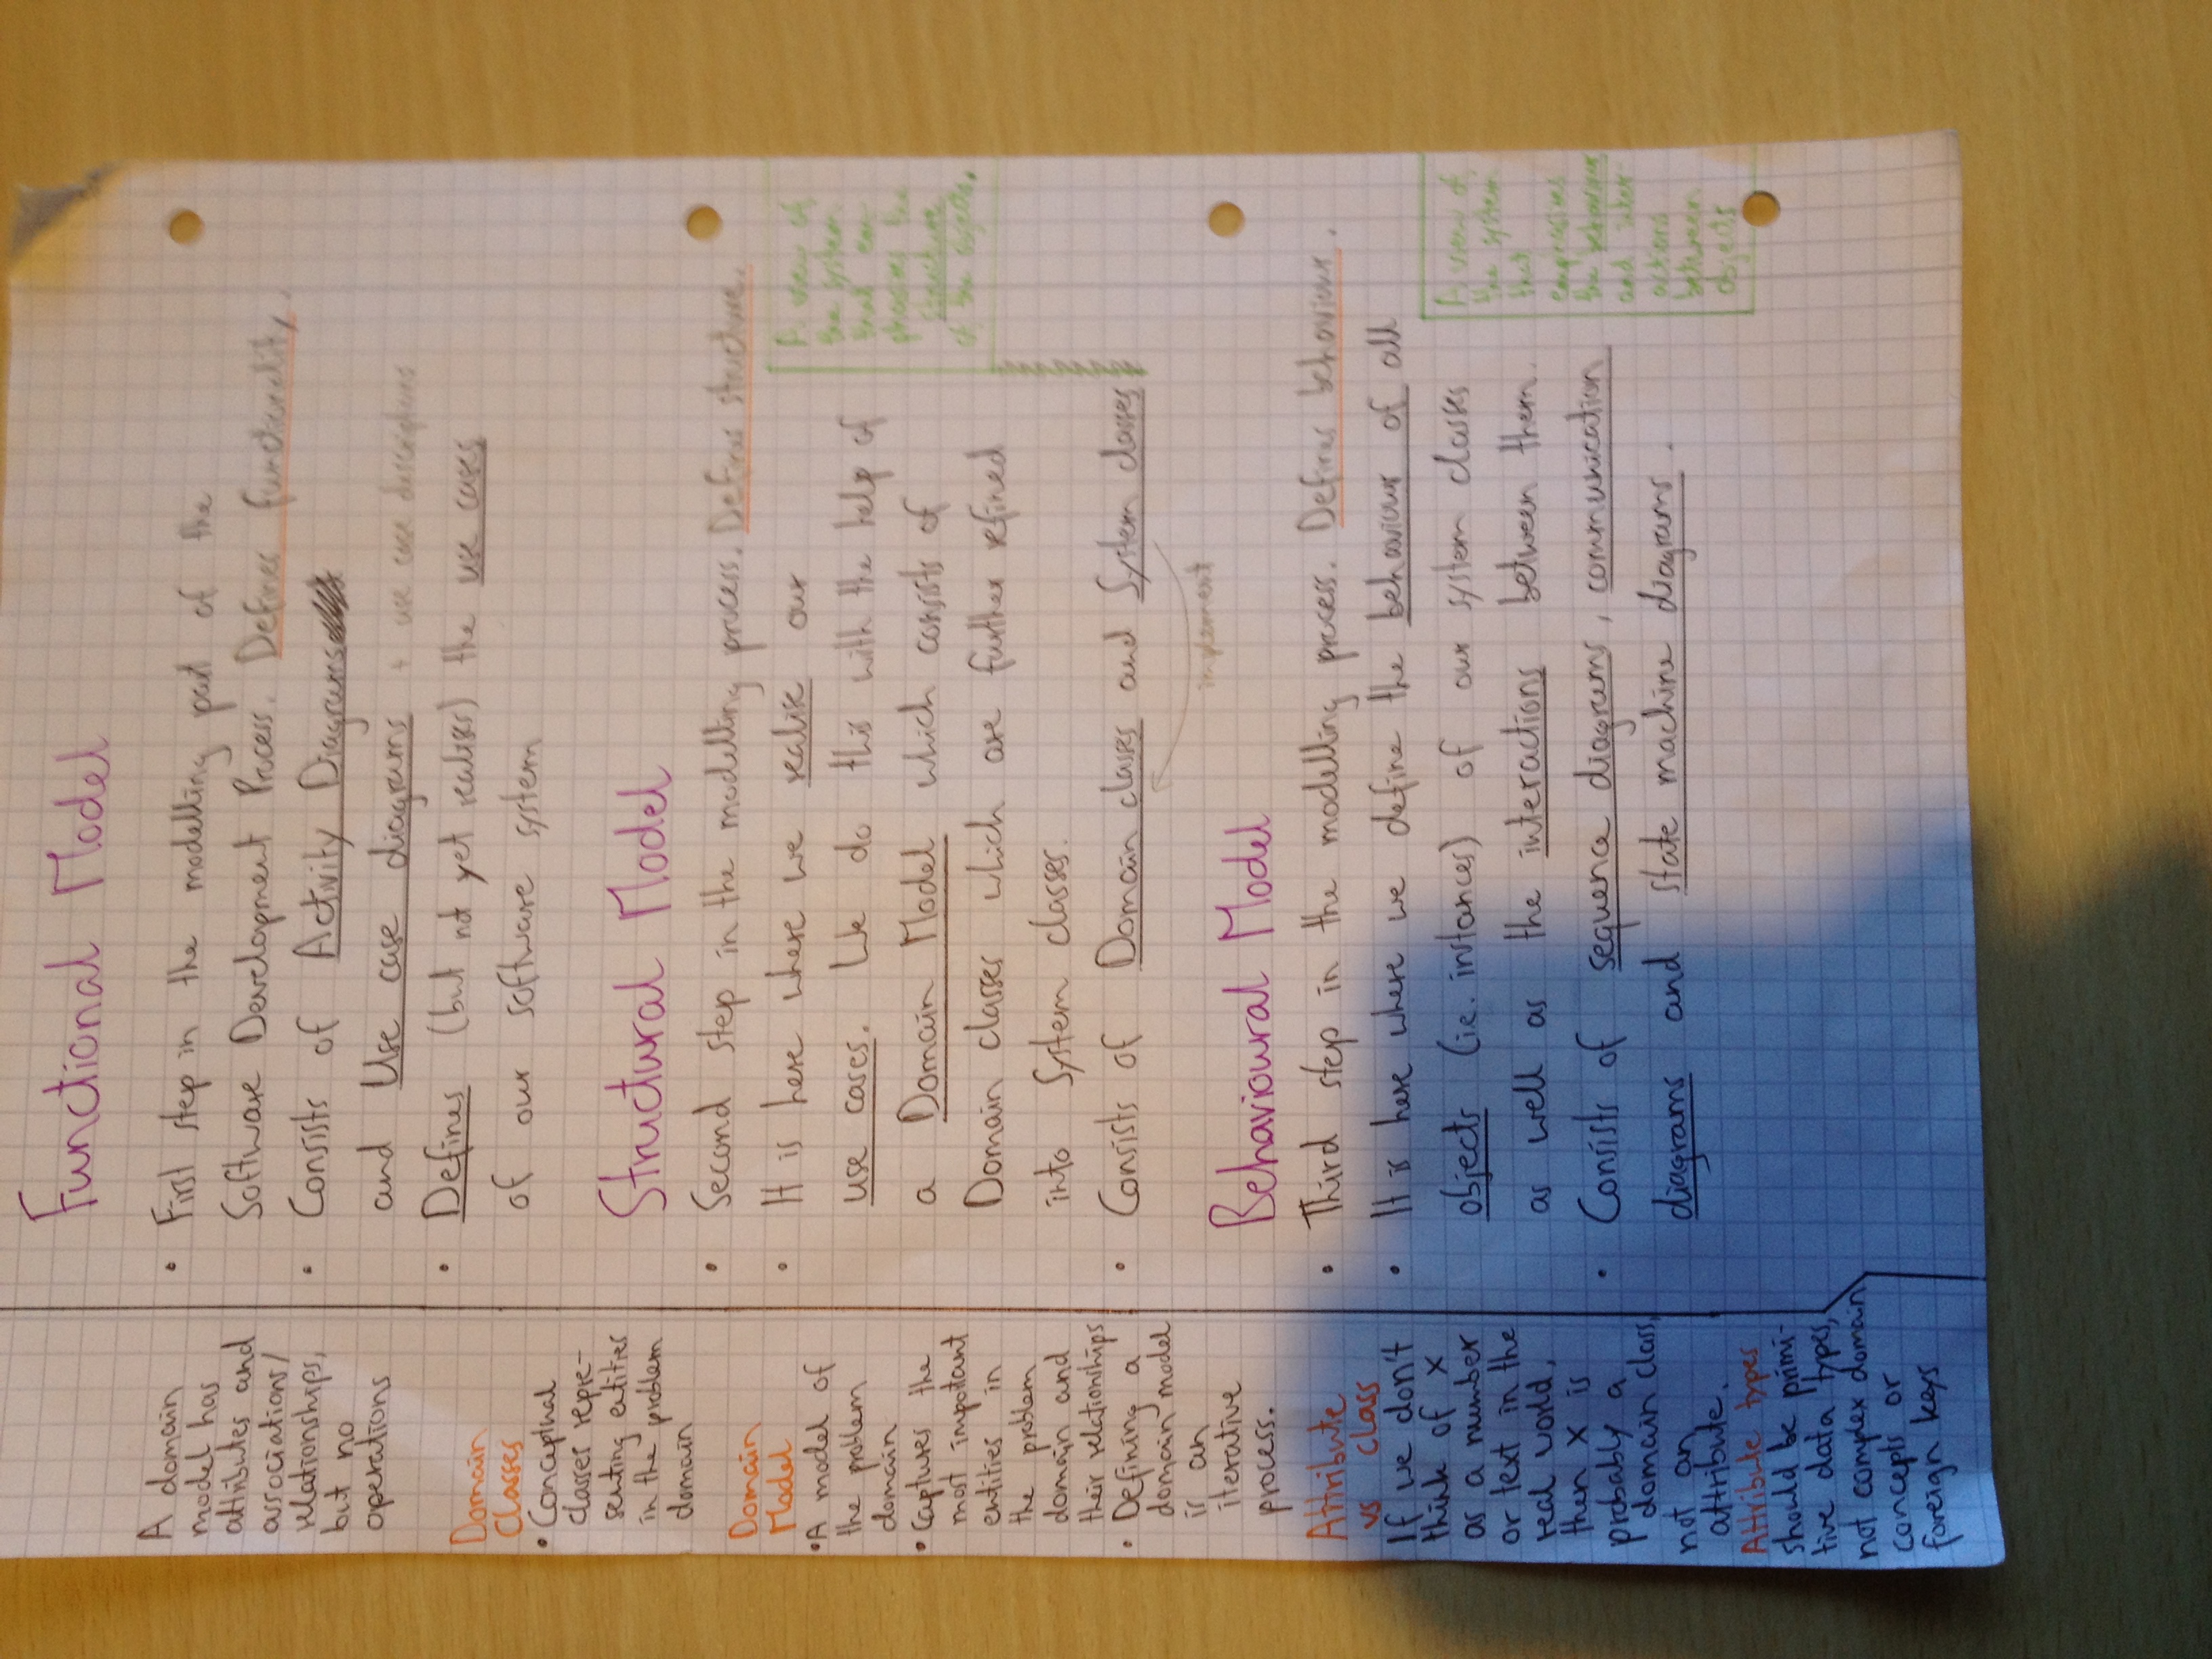 Functional Model
• First step in the modelling part of the
Software Development Process. Defines functionality.
• Consists of Activity Diagrams
and Use case diagrams + use case descriptions
• Defines (but not yet realises) the use cases
of our software system
Structural Model
• Second step in the modelling process. Defines structure.
• It is here where we realise our
use cases. We do this with the help of
a Domain Model which consists of
Domain classes which are further refined
into System classes.
• Consists of Domain classes and System classes
implement
A view of
the system
that em-
phasises the
structure
of the objects.
Behavioural Model
• Third step in the modelling process. Defines behaviour.
• It is here where we define the behaviour of all
objects (i.e. instances) of our system classes
as well as the interactions between them.
• Consists of sequence diagrams, communication
diagrams and state machine diagrams.
A view of
the system
that
emphasises
the behaviour
and inter-
actions
between
objects
A domain
model has
attributes and
associations/
relationships,
but no
operations
Domain
Classes
• Conceptual
classes repre-
senting entities
in the problem
domain
Domain
Model
• A model of
the problem
domain
• Captures the
most important
entities in
the problem
domain and
their relationships
• Defining a
domain model
is an
iterative
process.
Attribute
vs class
If we don't
think of X
as a number
or text in the
real world,
then X is
probably a
domain class,
not an
attribute.
Attribute types
should be primi-
tive data types,
not complex domain
concepts or
foreign keys